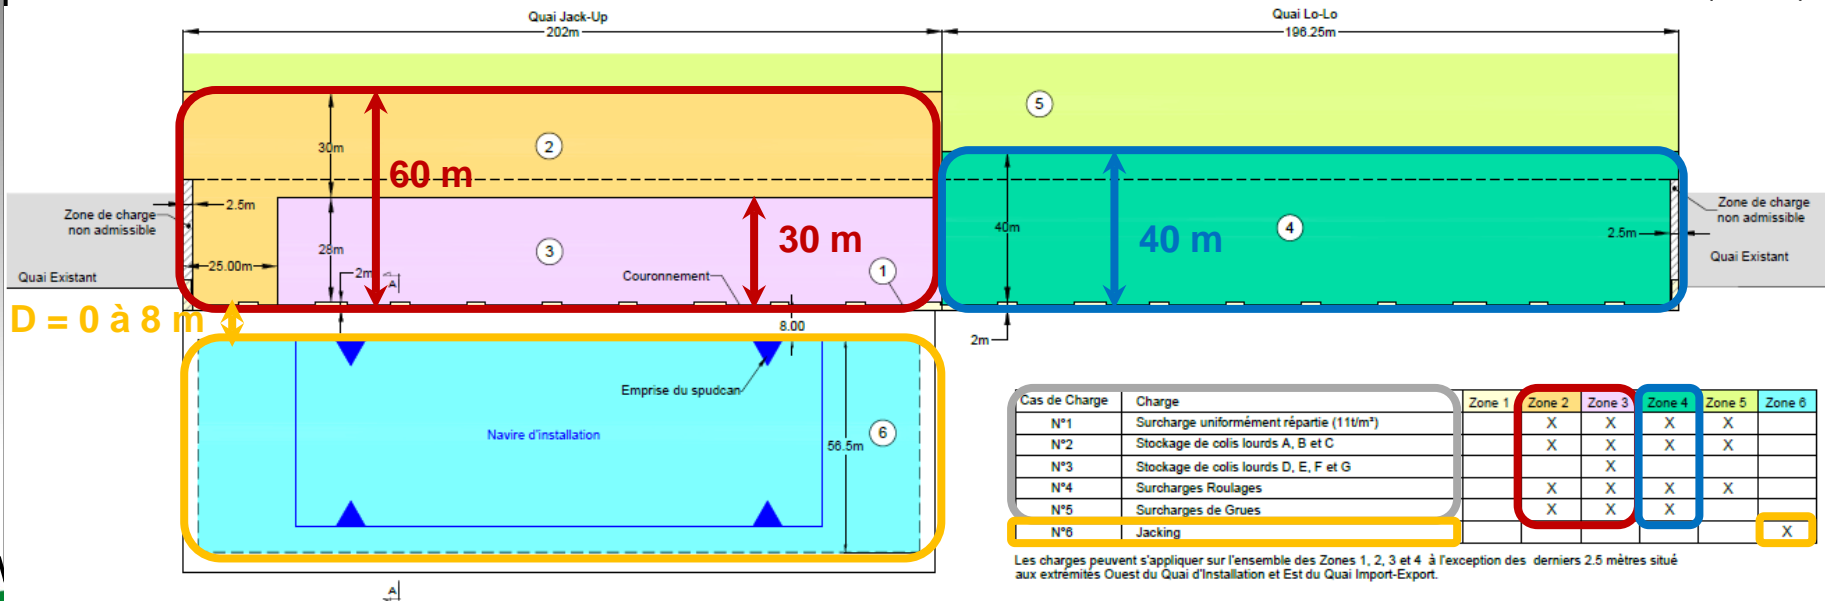 Quai Jack-Up
202m
Quai Lo-Lo
196.25m
5
2
30m
60 m
2.5m
Zone de charge
non admissible
Zone de charge
non admissible
40m
4
40 m
2.5m
28m
3
30 m
25.00m
2m
A
Couronnement
1
Quai Existant
Quai Existant
D = 0 à 8 m
8.00
2m
Emprise du spudcan
Navire d'installation
56.5m
6
A
Cas de Charge Charge Zone 1 Zone 2 Zone 3 Zone 4 Zone 5 Zone 6
N°1 Surcharge uniformément répartie (11t/m²) X X X X
N°2 Stockage de colis lourds A, B et C X X X X
N°3 Stockage de colis lourds D, E, F et G X
N°4 Surcharges Roulages X X X X
N°5 Surcharges de Grues X X X
N°6 Jacking X
Les charges peuvent s'appliquer sur l'ensemble des Zones 1, 2, 3 et 4 à l'exception des derniers 2.5 mètres situé
aux extrémités Ouest du Quai d'Installation et Est du Quai Import-Export.